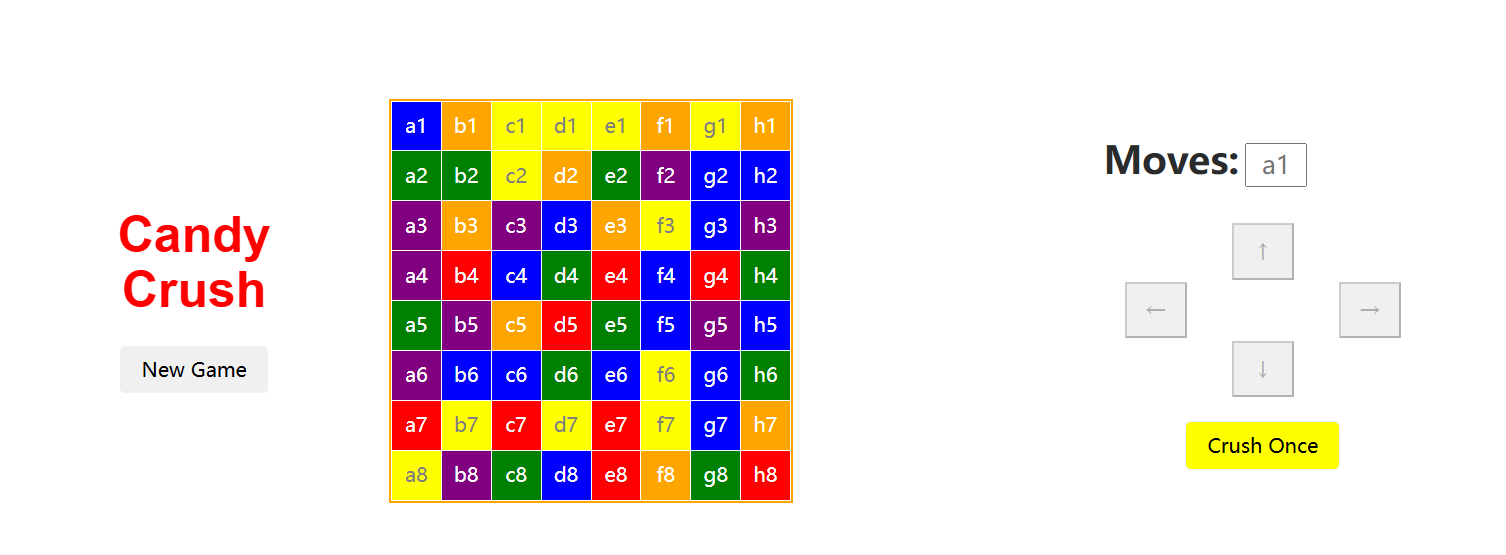 Candy
Crush
New Game
a1 b1 c1 d1 e1 f1 g1 h1
a2 b2 c2 d2 e2 f2 g2 h2
a3 b3 c3 d3 e3 f3 g3 h3
a4 b4 c4 d4 e4 f4 g4 h4
a5 b5 c5 d5 e5 f5 g5 h5
a6 b6 c6 d6 e6 f6 g6 h6
a7 b7 c7 d7 e7 f7 g7 h7
a8 b8 c8 d8 e8 f8 g8 h8
Moves: a1
↑
← →
↓
Crush Once